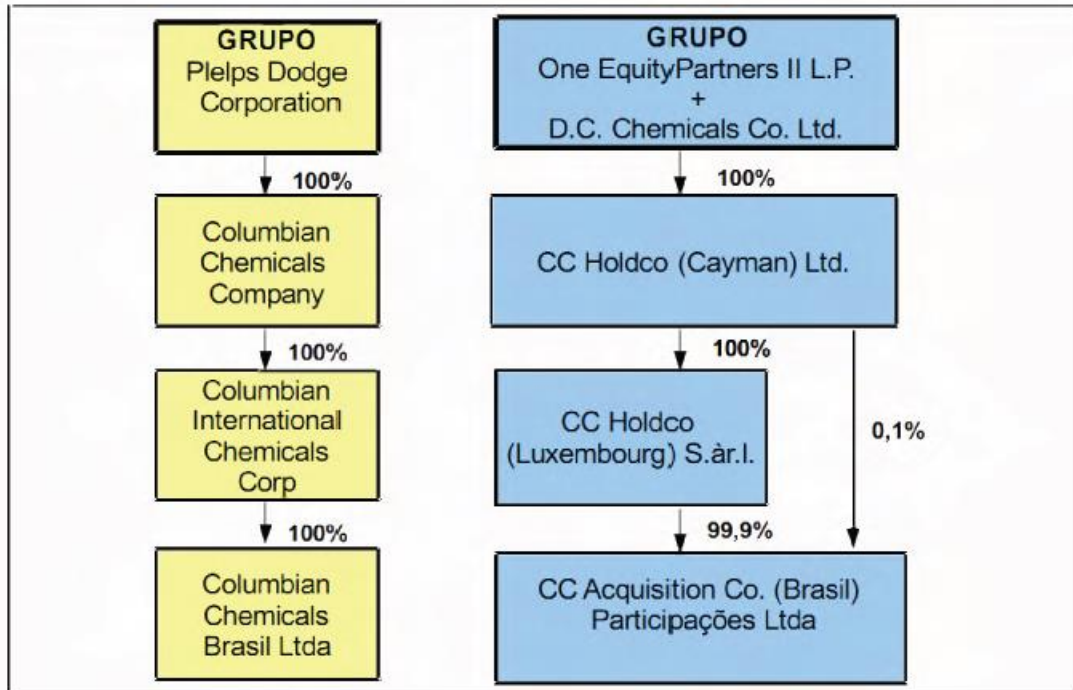 GRUPO
Plelps Dodge
Corporation
100%
Columbian
Chemicals
Company
100%
Columbian
International
Chemicals
Corp
100%
Columbian
Chemicals
Brasil Ltda
GRUPO
One EquityPartners II L.P.
+
D.C. Chemicals Co. Ltd.
100%
CC Holdco (Cayman) Ltd.
100%
0,1%
CC Holdco
(Luxembourg) S.àr.l.
99,9%
CC Acquisition Co. (Brasil)
Participações Ltda